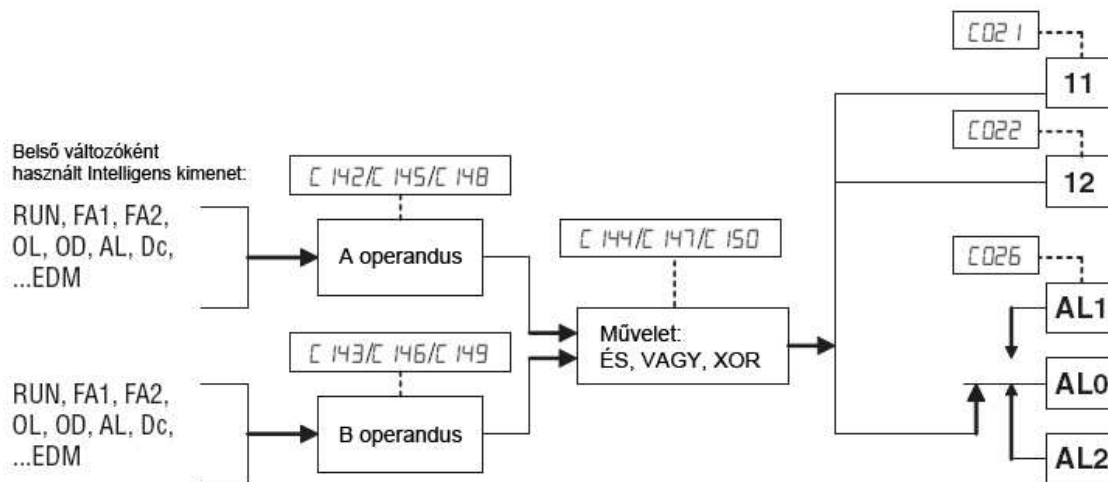 C021
11
C022
12
Belső változóként
használt Intelligens kimenet:
C142/C145/C148
RUN, FA1, FA2,
OL, OD, AL, Dc,
...EDM
A operandus
C144/C147/C150
C026
AL1
Művelet:
ÉS, VAGY, XOR
C143/C146/C149
RUN, FA1, FA2,
OL, OD, AL, Dc,
...EDM
B operandus
AL0
AL2